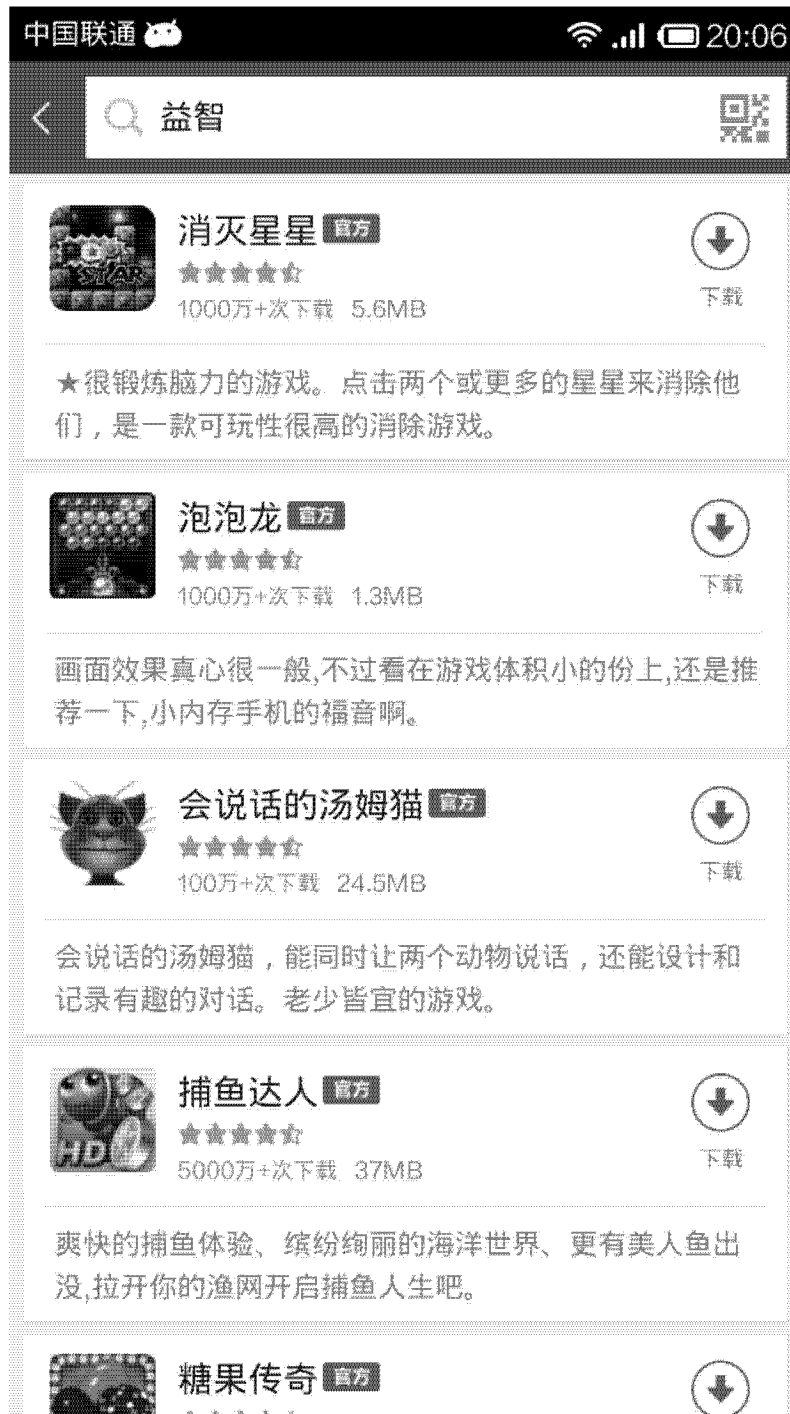 中国联通 20:06
益智
消灭星星 官方
1000万+次下载 5.6MB
下载
★很锻炼脑力的游戏。点击两个或更多的星星来消除他
们，是一款可玩性很高的消除游戏。
泡泡龙 官方
1000万+次下载 1.3MB
下载
画面效果真心很一般,不过看在游戏体积小的份上,还是推
荐一下,小内存手机的福音啊。
会说话的汤姆猫 官方
100万+次下载 24.5MB
下载
会说话的汤姆猫，能同时让两个动物说话，还能设计和
记录有趣的对话。老少皆宜的游戏。
捕鱼达人 官方
HD
5000万+次下载 37MB
下载
爽快的捕鱼体验、缤纷绚丽的海洋世界、更有美人鱼出
没,拉开你的渔网开启捕鱼人生吧。
糖果传奇 官方